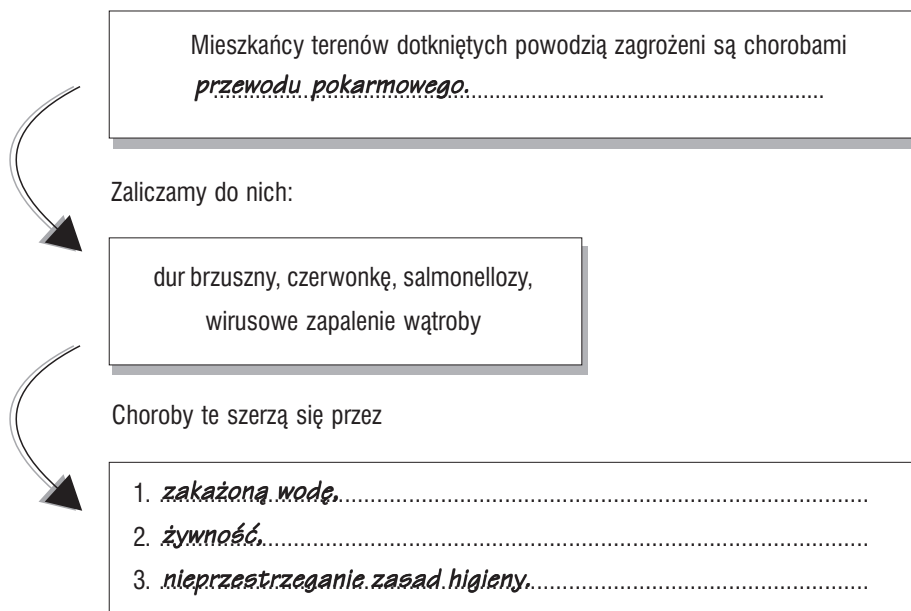 Mieszkańcy terenów dotkniętych powodzią zagrożeni są chorobami
przewodu pokarmowego.
Zaliczamy do nich:
dur brzuszny, czerwonkę, salmonellozy,
wirusowe zapalenie wątroby
Choroby te szerzą się przez
1. zakażoną wodę,
2. żywność,
3. nieprzestrzeganie zasad higieny.